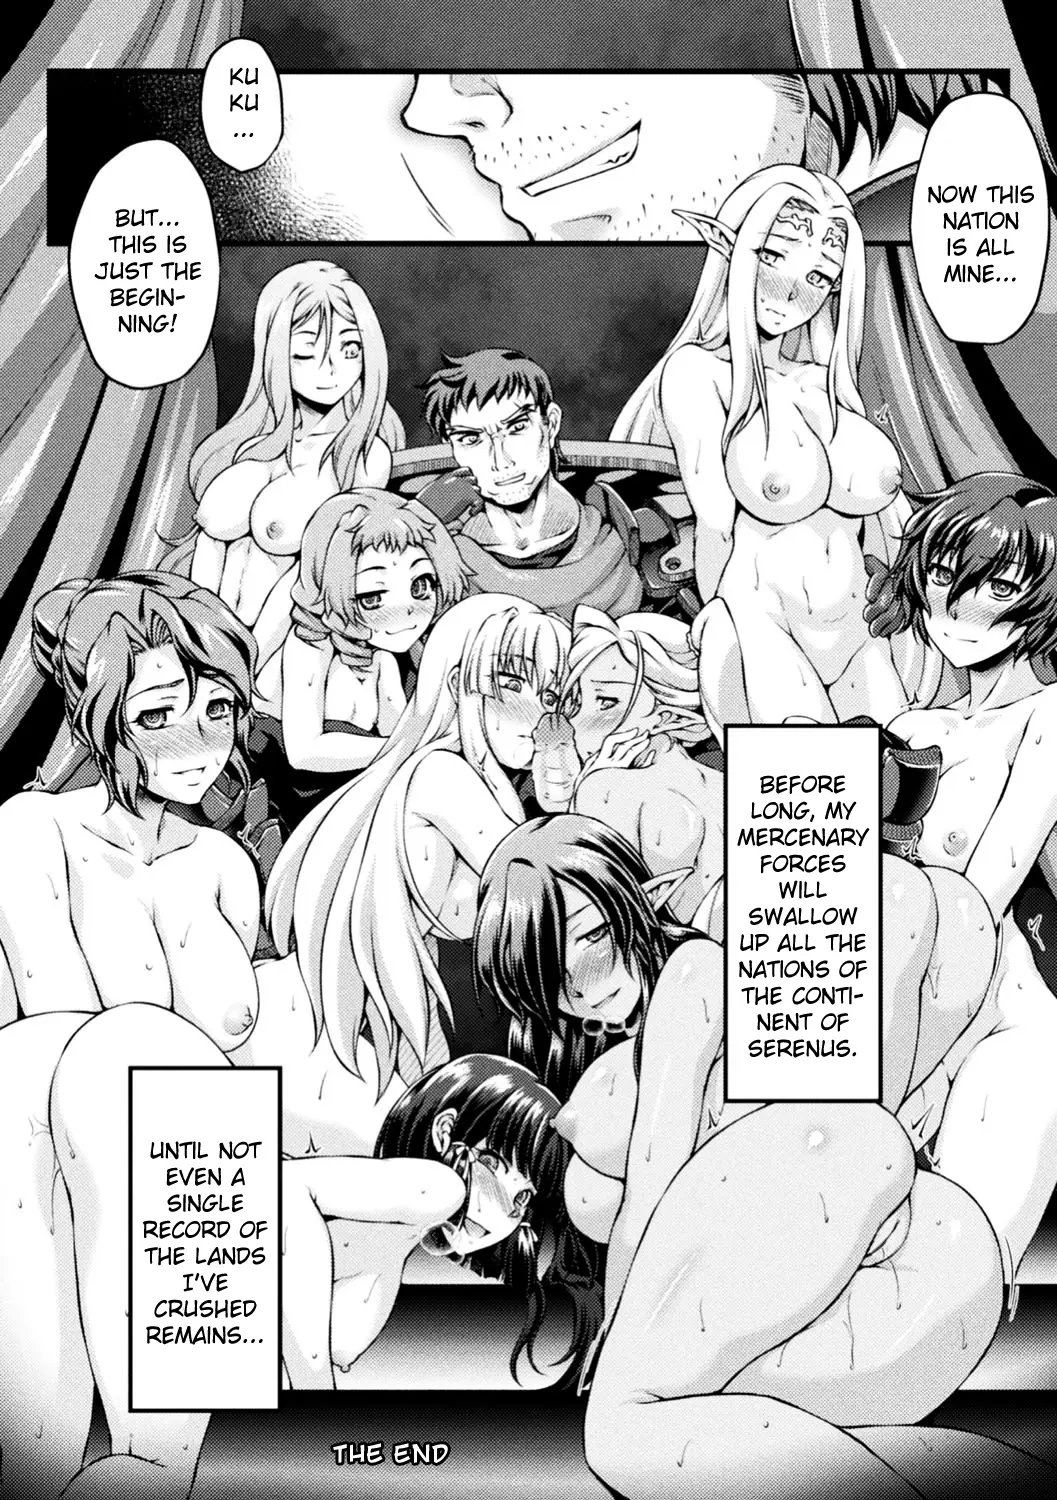 NOW THIS
NATION
IS ALL
MINE...
KU
KU
...
BUT...
THIS IS
JUST THE
BEGIN-
NING!
BEFORE
LONG, MY
MERCENARY
FORCES
WILL
SWALLOW
UP ALL THE
NATIONS OF
THE CONTI-
NENT OF
SERENUS.
UNTIL NOT
EVEN A
SINGLE
RECORD OF
THE LANDS
I'VE
CRUSHED
REMAINS...
THE END